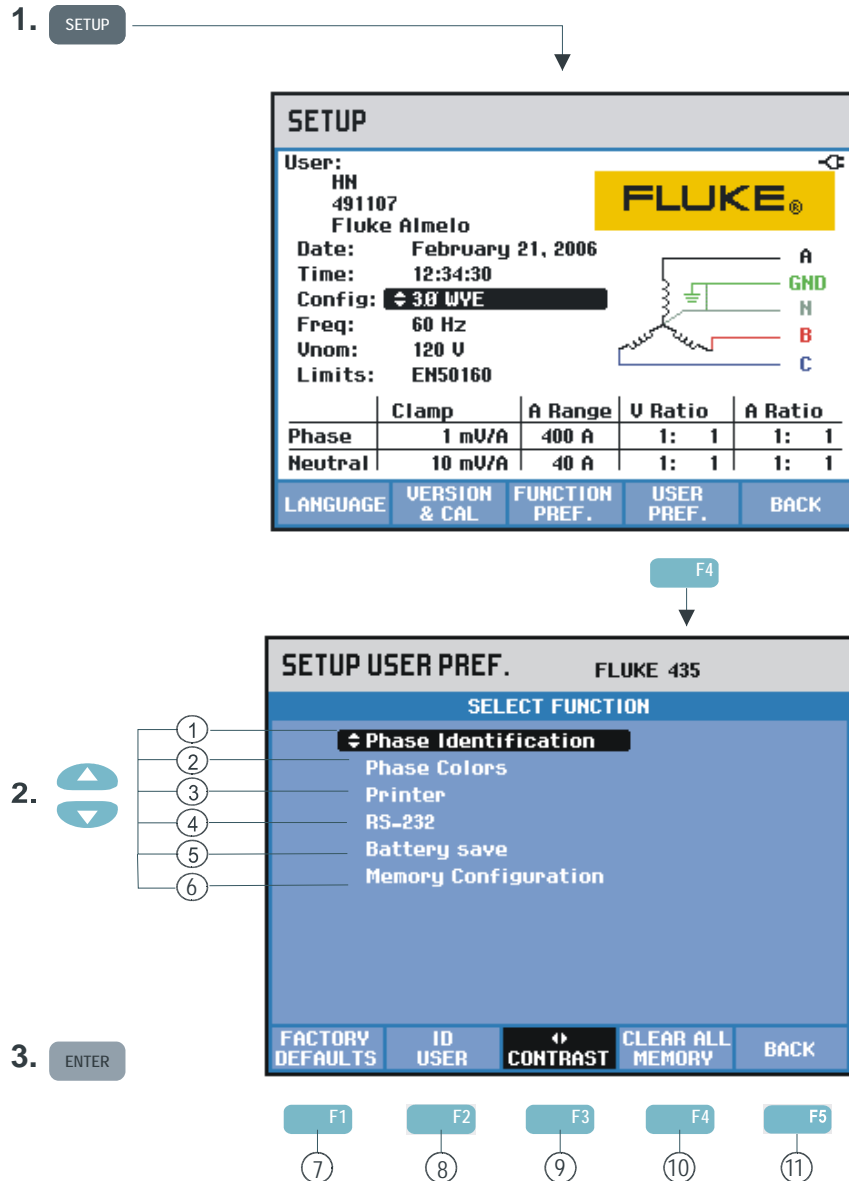 1. SETUP
SETUP
User:
HN
491107
Fluke Almelo
FLUKE®
Date: February 21, 2006
Time: 12:34:30
Config: 3Ø WYE
Freq: 60 Hz
Vnom: 120 V
Limits: EN50160
A
GND
N
B
C
Clamp A Range V Ratio A Ratio
Phase 1 mV/A 400 A 1: 1 1: 1
Neutral 10 mV/A 40 A 1: 1 1: 1
LANGUAGE VERSION & CAL FUNCTION PREF. USER PREF. BACK
F4
SETUP USER PREF. FLUKE 435
SELECT FUNCTION
2.
1 Phase Identification
2 Phase Colors
3 Printer
4 RS-232
5 Battery save
6 Memory Configuration
3. ENTER
FACTORY DEFAULTS ID USER CONTRAST CLEAR ALL MEMORY BACK
F1 F2 F3 F4 F5
7 8 9 10 11